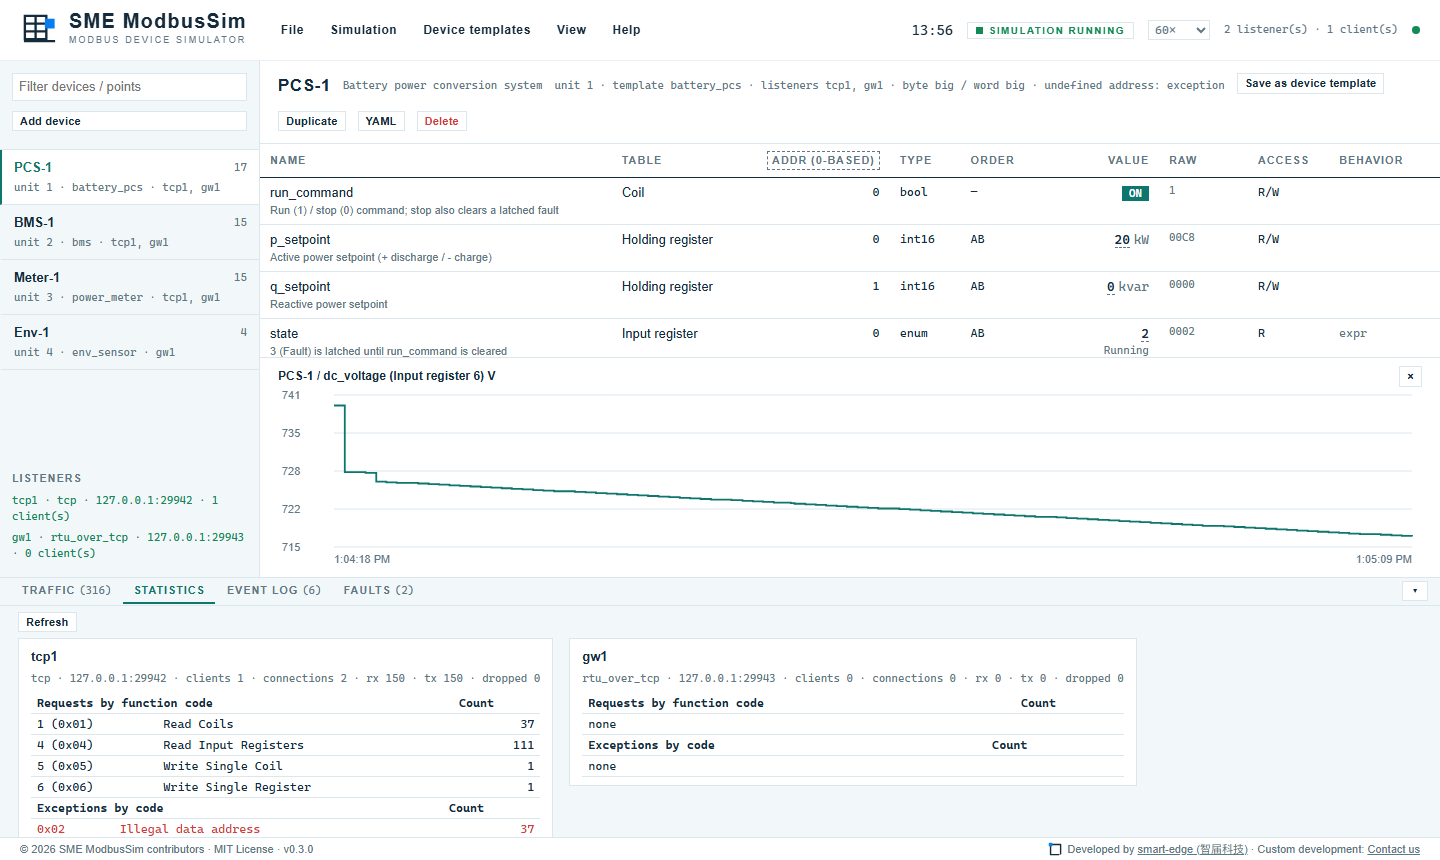 SME ModbusSim
MODBUS DEVICE SIMULATOR
File Simulation Device templates View Help
13:56 SIMULATION RUNNING 60× 2 listener(s) · 1 client(s)
Filter devices / points
Add device
PCS-1 17
unit 1 · battery_pcs · tcp1, gw1
BMS-1 15
unit 2 · bms · tcp1, gw1
Meter-1 15
unit 3 · power_meter · tcp1, gw1
Env-1 4
unit 4 · env_sensor · gw1
LISTENERS
tcp1 · tcp · 127.0.0.1:29942 · 1
client(s)
gw1 · rtu_over_tcp · 127.0.0.1:29943
· 0 client(s)
PCS-1 Battery power conversion system unit 1 · template battery_pcs · listeners tcp1, gw1 · byte big / word big · undefined address: exception Save as device template
Duplicate YAML Delete
NAME TABLE ADDR (0-BASED) TYPE ORDER VALUE RAW ACCESS BEHAVIOR
run_command Coil 0 bool — ON 1 R/W
Run (1) / stop (0) command; stop also clears a latched fault
p_setpoint Holding register 0 int16 AB 20 kW 00C8 R/W
Active power setpoint (+ discharge / - charge)
q_setpoint Holding register 1 int16 AB 0 kvar 0000 R/W
Reactive power setpoint
state Input register 0 enum AB 2 0002 R expr
3 (Fault) is latched until run_command is cleared Running
PCS-1 / dc_voltage (Input register 6) V ×
741
735
728
722
715
1:04:18 PM 1:05:09 PM
TRAFFIC (316) STATISTICS EVENT LOG (6) FAULTS (2)
Refresh
tcp1
tcp · 127.0.0.1:29942 · clients 1 · connections 2 · rx 150 · tx 150 · dropped 0
Requests by function code Count
1 (0x01) Read Coils 37
4 (0x04) Read Input Registers 111
5 (0x05) Write Single Coil 1
6 (0x06) Write Single Register 1
Exceptions by code Count
0x02 Illegal data address 37
gw1
rtu_over_tcp · 127.0.0.1:29943 · clients 0 · connections 0 · rx 0 · tx 0 · dropped 0
Requests by function code Count
none
Exceptions by code Count
none
© 2026 SME ModbusSim contributors · MIT License · v0.3.0
Developed by smart-edge (智届科技) · Custom development: Contact us